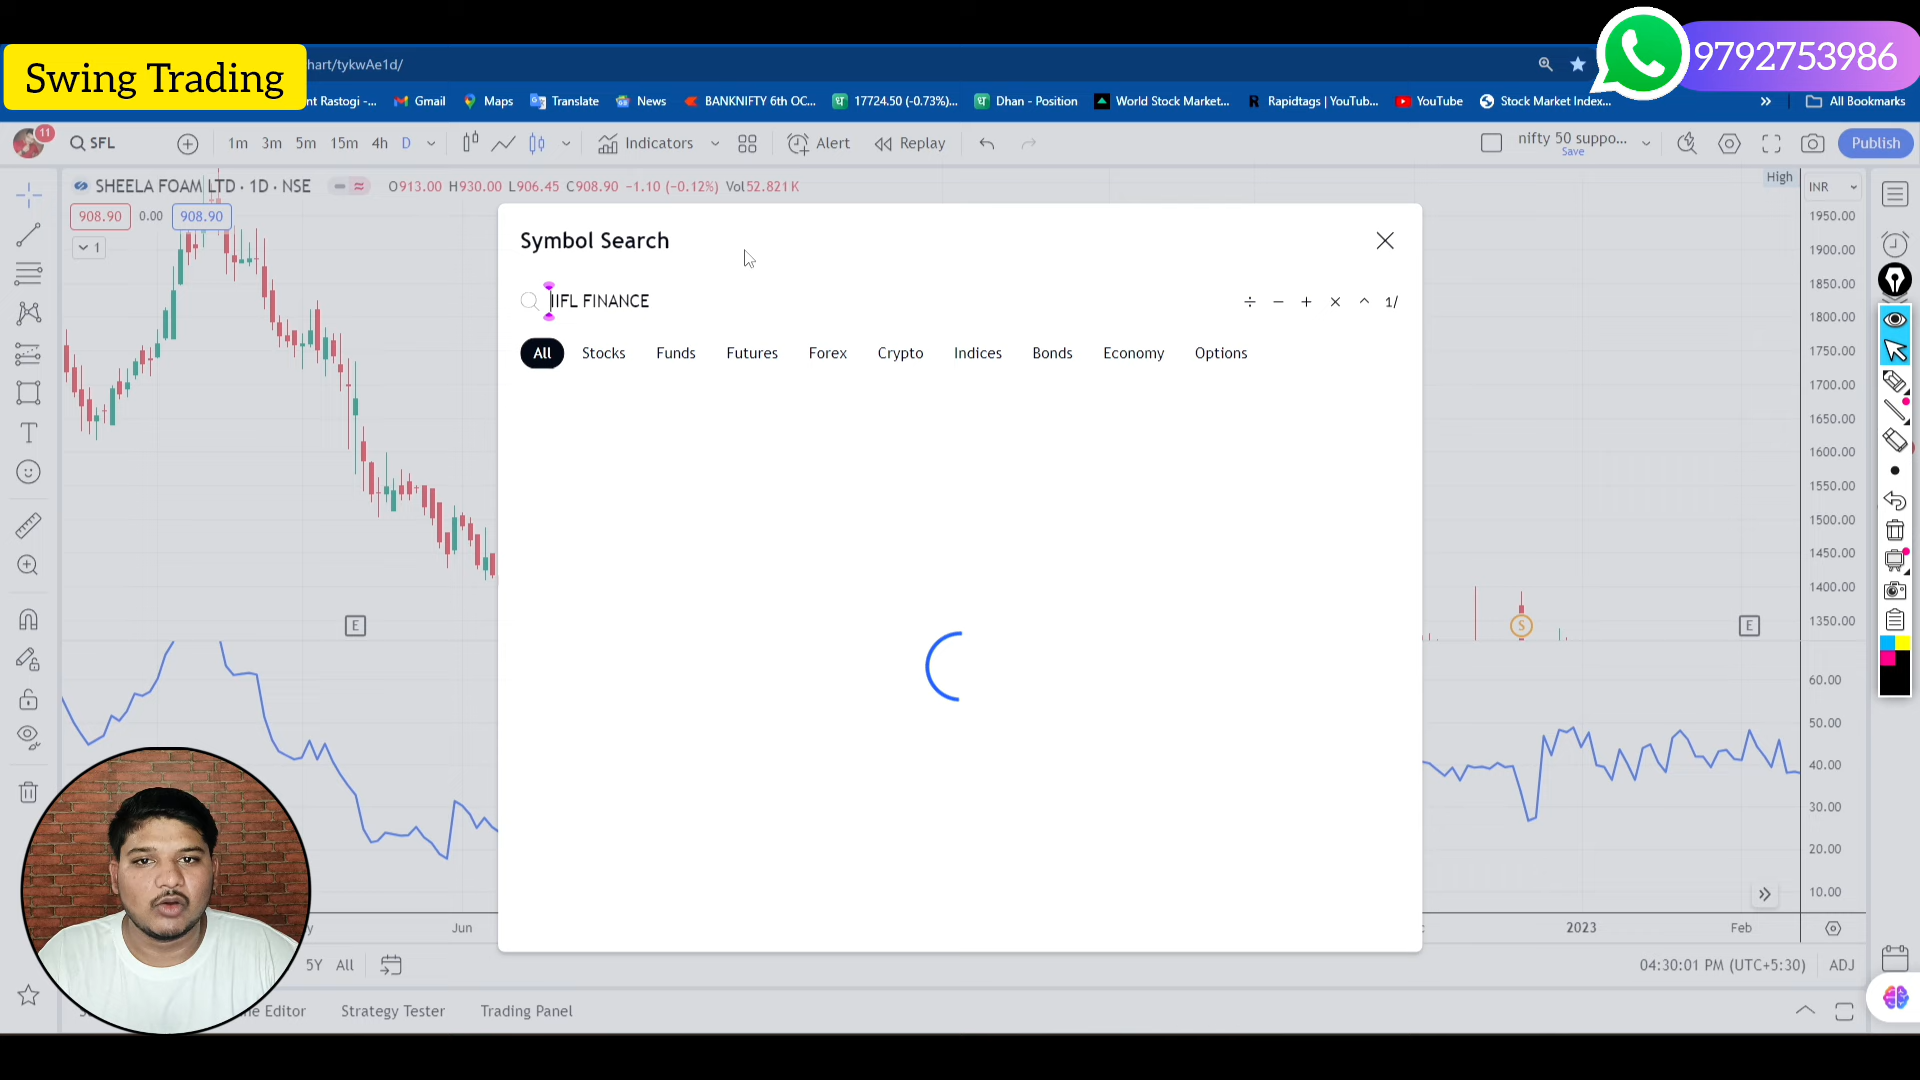 Swing Trading
9792753986
hart/tykwAe1d/
nt Rastogi -... Gmail Maps Translate News BANKNIFTY 6th OC... 17724.50 (-0.73%)... Dhan - Position World Stock Market... Rapidtags | YouTub... YouTube Stock Market Index... » All Bookmarks
11 SFL 1m 3m 5m 15m 4h D Indicators Alert Replay nifty 50 suppo... Publish
Save
SHEELA FOAM LTD · 1D · NSE O913.00 H930.00 L906.45 C908.90 −1.10 (−0.12%) Vol52.821K
High INR
908.90 0.00 908.90
1
Symbol Search
IIFL FINANCE ÷ − + × ^ 1/
All Stocks Funds Futures Forex Crypto Indices Bonds Economy Options
1950.00
1900.00
1850.00
1800.00
1750.00
1700.00
1650.00
1600.00
1550.00
1500.00
1450.00
1400.00
1350.00
E S E
60.00
50.00
40.00
30.00
20.00
10.00
Jun 2023 Feb
5Y All 04:30:01 PM (UTC+5:30) ADJ
ne Editor Strategy Tester Trading Panel